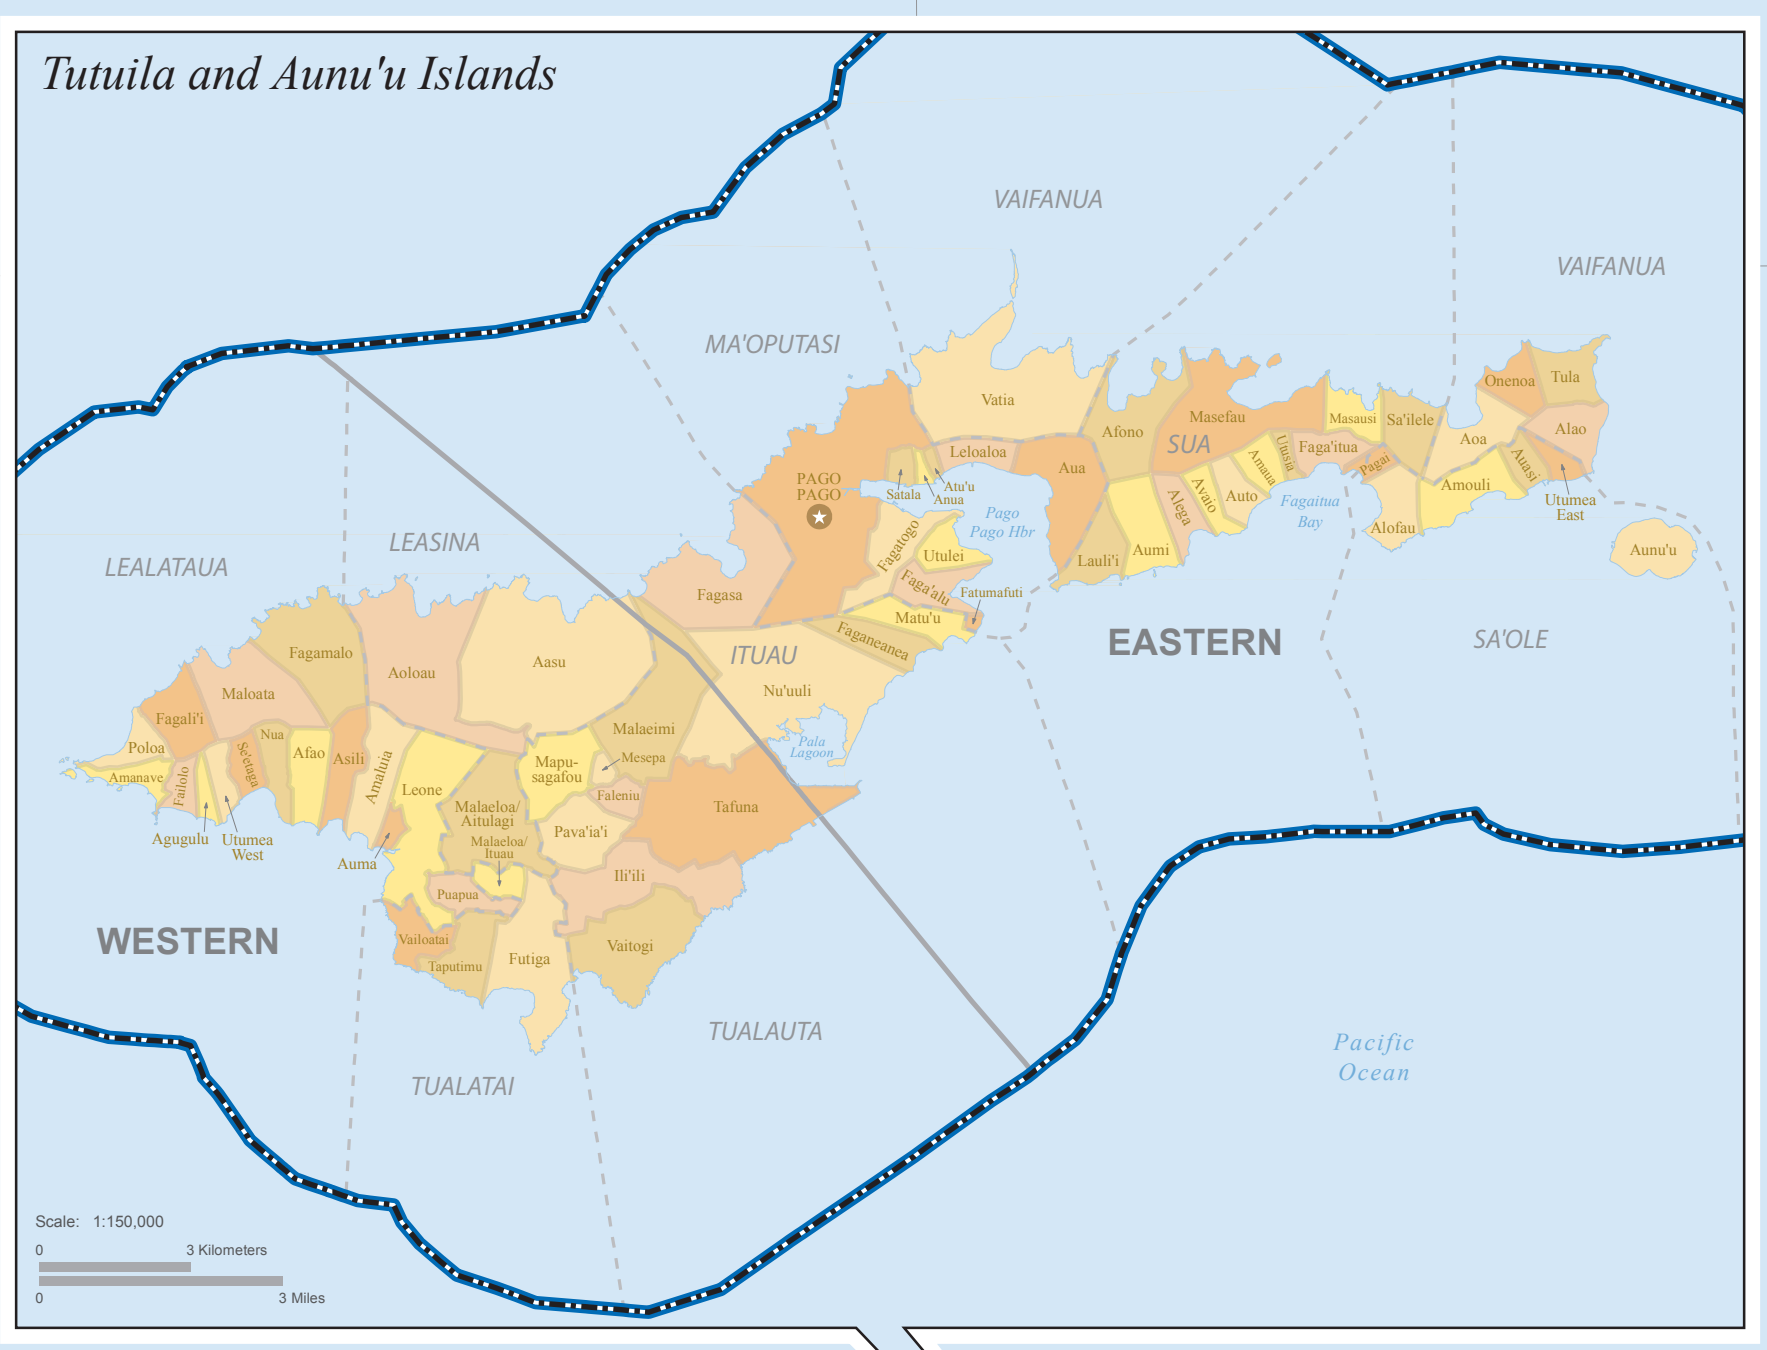 Tutuila and Aunu'u Islands
VAIFANUA
VAIFANUA
MA'OPUTASI
Vatia
Onenoa
Tula
Masefau
Masausi
Sa'ilele
Afono
SUA
Alao
Aoa
Leloaloa
Aua
Utusia
Faga'itua
Amaua
Pagai
Auasi
PAGO
PAGO
Satala
Atu'u
Anua
Alega
Avaio
Auto
Fagaitua
Bay
Amouli
Utumea
East
Pago
Pago Hbr
Alofau
Fagatogo
Utulei
Aumi
Lauli'i
Aunu'u
LEASINA
LEALATAUA
Fagasa
Faga'alu
Fatumafuti
Matu'u
Faganeanea
EASTERN
SA'OLE
ITUAU
Nu'uuli
Fagamalo
Aoloau
Aasu
Maloata
Fagali'i
Malaeimi
Nua
Poloa
Se'etaga
Afao
Asili
Amaluia
Mapu-
sagafou
Mesepa
Pala
Lagoon
Amanave
Failolo
Leone
Faleniu
Malaeloa/
Aitulagi
Tafuna
Pava'ia'i
Malaeloa/
Ituau
Agugulu
Utumea
West
Auma
Ili'ili
Puapua
WESTERN
Vailoatai
Vaitogi
Taputimu
Futiga
TUALAUTA
Pacific
Ocean
TUALATAI
Scale: 1:150,000
0 3 Kilometers
0 3 Miles